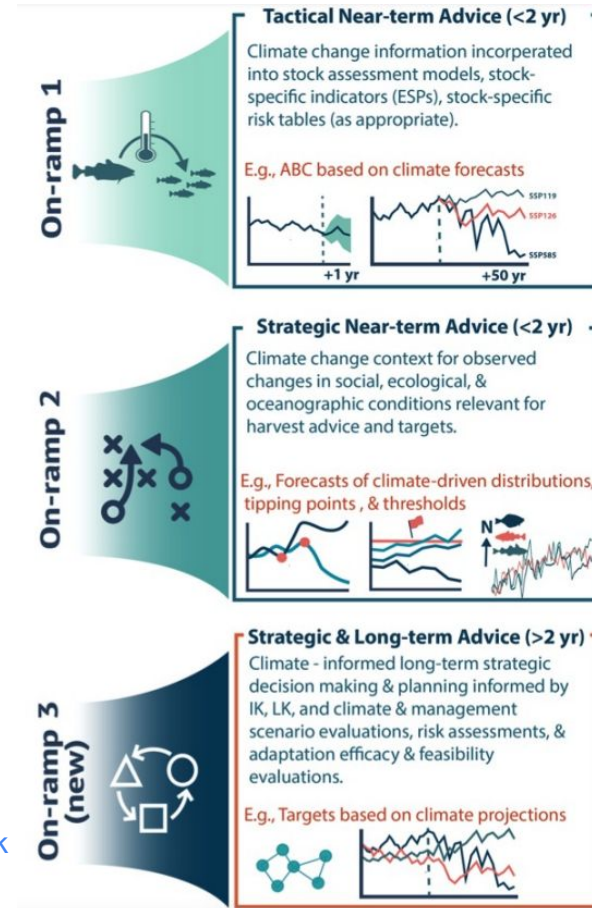 On-ramp 1
Tactical Near-term Advice (<2 yr)
Climate change information incorperated
into stock assessment models, stock-
specific indicators (ESPs), stock-specific
risk tables (as appropriate).
E.g., ABC based on climate forecasts
+1 yr
SSP119
SSP126
SSP585
+50 yr
On-ramp 2
Strategic Near-term Advice (<2 yr)
Climate change context for observed
changes in social, ecological, &
oceanographic conditions relevant for
harvest advice and targets.
E.g., Forecasts of climate-driven distributions,
tipping points , & thresholds
N
On-ramp 3
(new)
Strategic & Long-term Advice (>2 yr)
Climate - informed long-term strategic
decision making & planning informed by
IK, LK, and climate & management
scenario evaluations, risk assessments, &
adaptation efficacy & feasibility
evaluations.
E.g., Targets based on climate projections
k